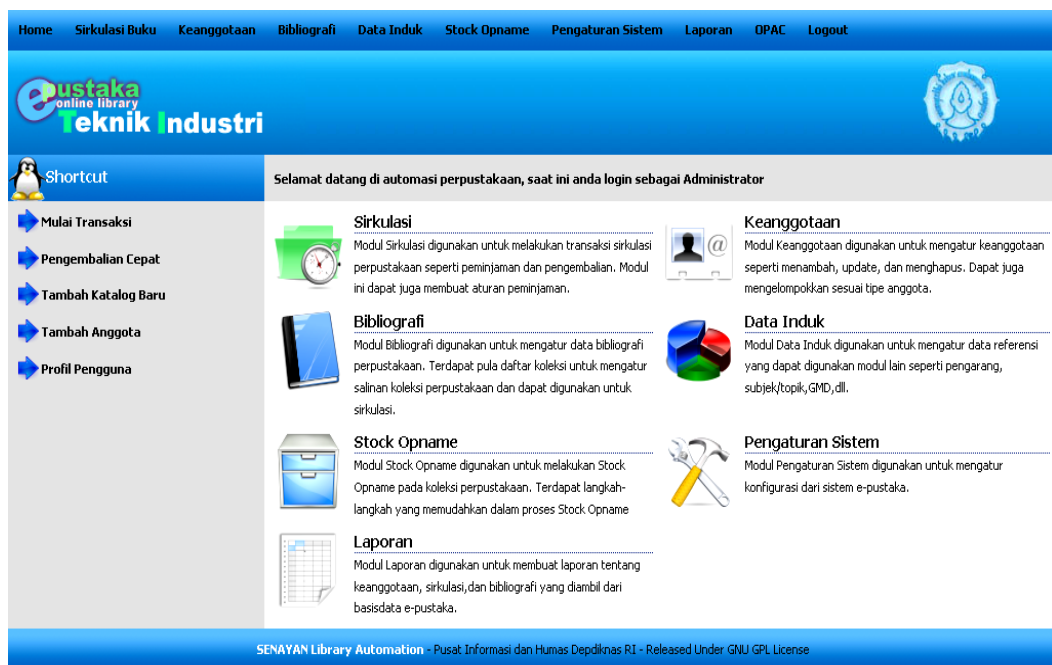 Home Sirkulasi Buku Keanggotaan Bibliografi Data Induk Stock Opname Pengaturan Sistem Laporan OPAC Logout
epustaka
online library
Teknik Industri
Shortcut
Selamat datang di automasi perpustakaan, saat ini anda login sebagai Administrator
Mulai Transaksi
Pengembalian Cepat
Tambah Katalog Baru
Tambah Anggota
Profil Pengguna
Sirkulasi
Modul Sirkulasi digunakan untuk melakukan transaksi sirkulasi
perpustakaan seperti peminjaman dan pengembalian. Modul
ini dapat juga membuat aturan peminjaman.
Keanggotaan
Modul Keanggotaan digunakan untuk mengatur keanggotaan
seperti menambah, update, dan menghapus. Dapat juga
mengelompokkan sesuai tipe anggota.
Bibliografi
Modul Bibliografi digunakan untuk mengatur data bibliografi
perpustakaan. Terdapat pula daftar koleksi untuk mengatur
salinan koleksi perpustakaan dan dapat digunakan untuk
sirkulasi.
Data Induk
Modul Data Induk digunakan untuk mengatur data referensi
yang dapat digunakan modul lain seperti pengarang,
subjek/topik,GMD,dll.
Stock Opname
Modul Stock Opname digunakan untuk melakukan Stock
Opname pada koleksi perpustakaan. Terdapat langkah-
langkah yang memudahkan dalam proses Stock Opname
Pengaturan Sistem
Modul Pengaturan Sistem digunakan untuk mengatur
konfigurasi dari sistem e-pustaka.
Laporan
Modul Laporan digunakan untuk membuat laporan tentang
keanggotaan, sirkulasi,dan bibliografi yang diambil dari
basisdata e-pustaka.
SENAYAN Library Automation - Pusat Informasi dan Humas Depdiknas RI - Released Under GNU GPL License